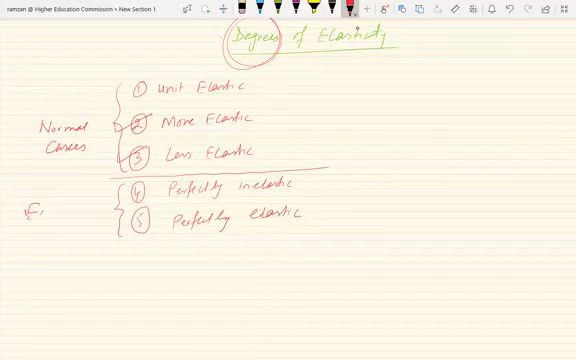 ramzan @ Higher Education Commission » New Section 1
Degrees of Elasticity
Normal Cases
① Unit Elastic
② More Elastic
③ Less Elastic
④ Perfectly inelastic
⑤ Perfectly elastic